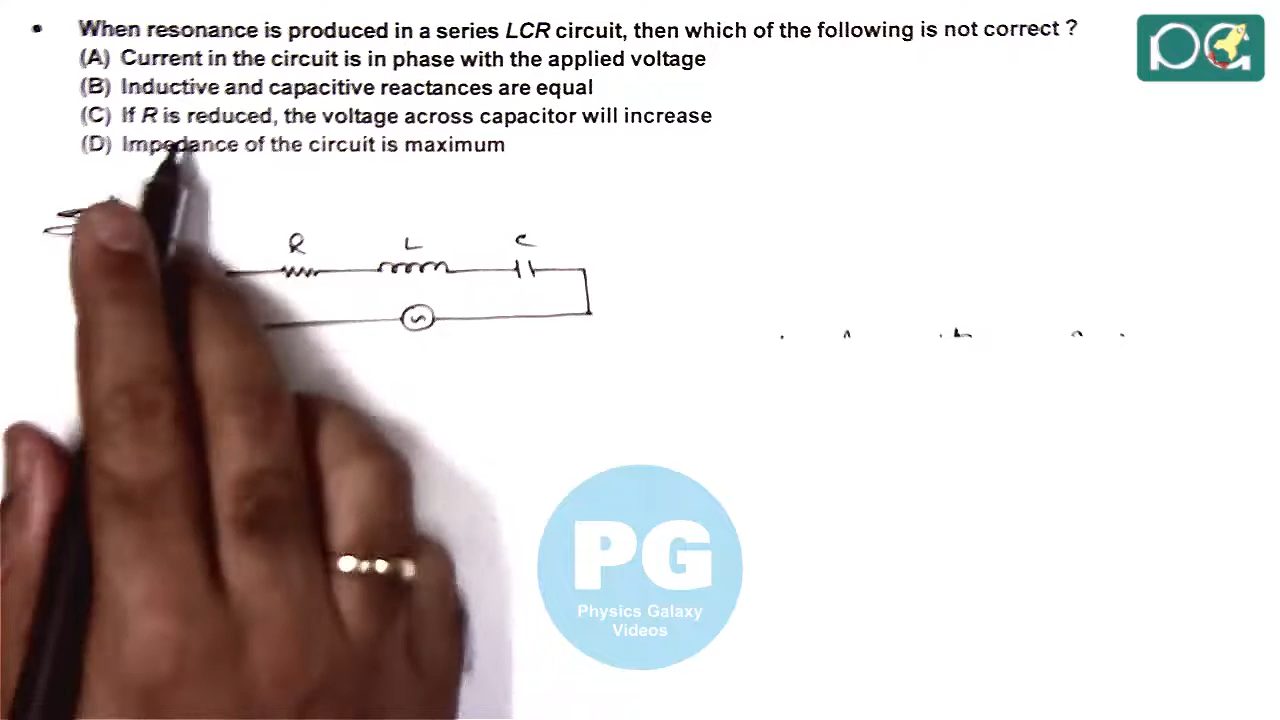 • When resonance is produced in a series LCR circuit, then which of the following is not correct ?
(A) Current in the circuit is in phase with the applied voltage
(B) Inductive and capacitive reactances are equal
(C) If R is reduced, the voltage across capacitor will increase
(D) Impedance of the circuit is maximum
R L C
PG
Physics Galaxy
Videos